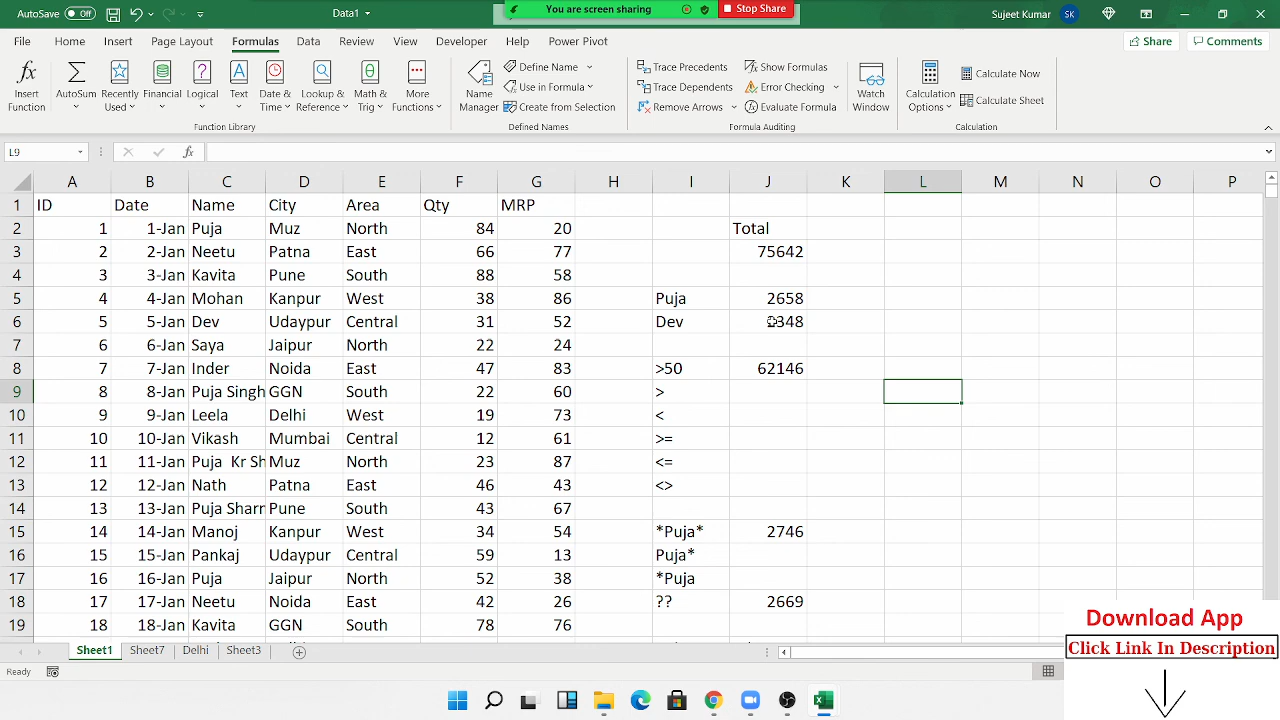 AutoSave Off Data1 You are screen sharing Stop Share Sujeet Kumar SK
File Home Insert Page Layout Formulas Data Review View Developer Help Power Pivot Share Comments
Insert Function AutoSum Recently Used Financial Logical Text Date & Time Lookup & Reference Math & Trig More Functions Name Manager Define Name Use in Formula Create from Selection Trace Precedents Trace Dependents Remove Arrows Show Formulas Error Checking Evaluate Formula Watch Window Calculation Options Calculate Now Calculate Sheet
Function Library Defined Names Formula Auditing Calculation
L9 fx
A B C D E F G H I J K L M N O P
1 ID Date Name City Area Qty MRP
2 1 1-Jan Puja Muz North 84 20 Total
3 2 2-Jan Neetu Patna East 66 77 75642
4 3 3-Jan Kavita Pune South 88 58
5 4 4-Jan Mohan Kanpur West 38 86 Puja 2658
6 5 5-Jan Dev Udaypur Central 31 52 Dev
7 6 6-Jan Saya Jaipur North 22 24
8 7 7-Jan Inder Noida East 47 83 >50 62146
9 8 8-Jan Puja Singh GGN South 22 60 >
10 9 9-Jan Leela Delhi West 19 73 <
11 10 10-Jan Vikash Mumbai Central 12 61 >=
12 11 11-Jan Puja Kr Sh Muz North 23 87 <=
13 12 12-Jan Nath Patna East 46 43 <>
14 13 13-Jan Puja Sharn Pune South 43 67
15 14 14-Jan Manoj Kanpur West 34 54 *Puja* 2746
16 15 15-Jan Pankaj Udaypur Central 59 13 Puja*
17 16 16-Jan Puja Jaipur North 52 38 *Puja
18 17 17-Jan Neetu Noida East 42 26 ?? 2669
19 18 18-Jan Kavita GGN South 78 76
Download App
Click Link In Description
Sheet1 Sheet7 Delhi Sheet3
Ready